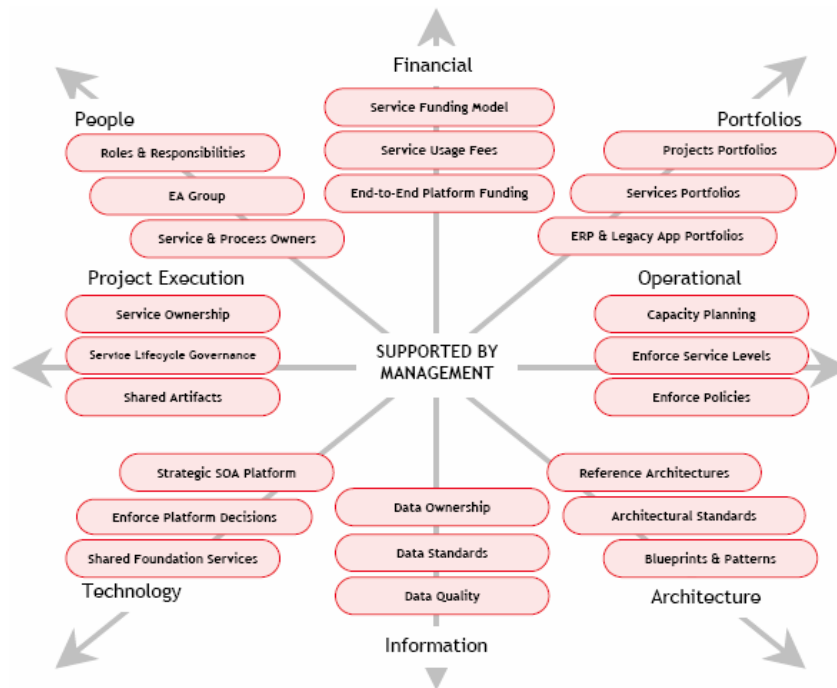 Financial
Service Funding Model
Service Usage Fees
End-to-End Platform Funding
People
Roles & Responsibilities
EA Group
Service & Process Owners
Portfolios
Projects Portfolios
Services Portfolios
ERP & Legacy App Portfolios
Project Execution
Service Ownership
Service Lifecycle Governance
Shared Artifacts
SUPPORTED BY
MANAGEMENT
Operational
Capacity Planning
Enforce Service Levels
Enforce Policies
Strategic SOA Platform
Enforce Platform Decisions
Shared Foundation Services
Technology
Data Ownership
Data Standards
Data Quality
Information
Reference Architectures
Architectural Standards
Blueprints & Patterns
Architecture